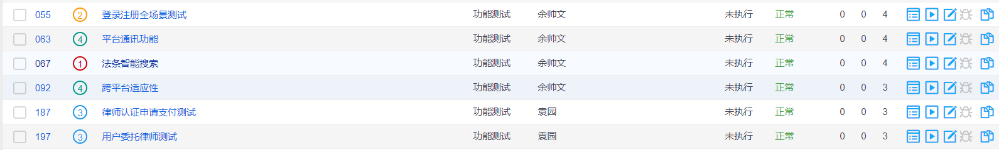 055 2 登录注册全场景测试 功能测试 余帅文 未执行 正常 0 0 4
063 4 平台通讯功能 功能测试 余帅文 未执行 正常 0 0 4
067 1 法条智能搜索 功能测试 余帅文 未执行 正常 0 0 4
092 4 跨平台适应性 功能测试 余帅文 未执行 正常 0 0 3
187 3 律师认证申请支付测试 功能测试 袁园 未执行 正常 0 0 3
197 3 用户委托律师测试 功能测试 袁园 未执行 正常 0 0 3